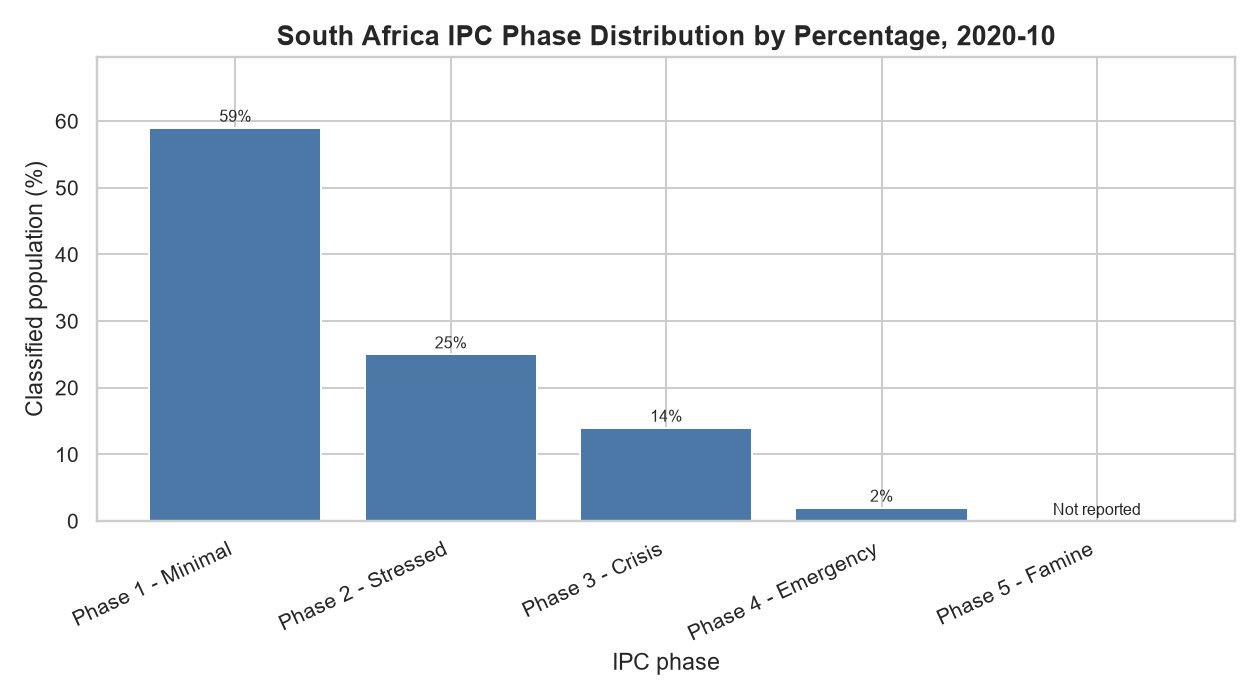 South Africa IPC Phase Distribution by Percentage, 2020-10
Classified population (%)
60
50
40
30
20
10
0
59%
25%
14%
2%
Not reported
Phase 1 - Minimal
Phase 2 - Stressed
Phase 3 - Crisis
Phase 4 - Emergency
Phase 5 - Famine
IPC phase